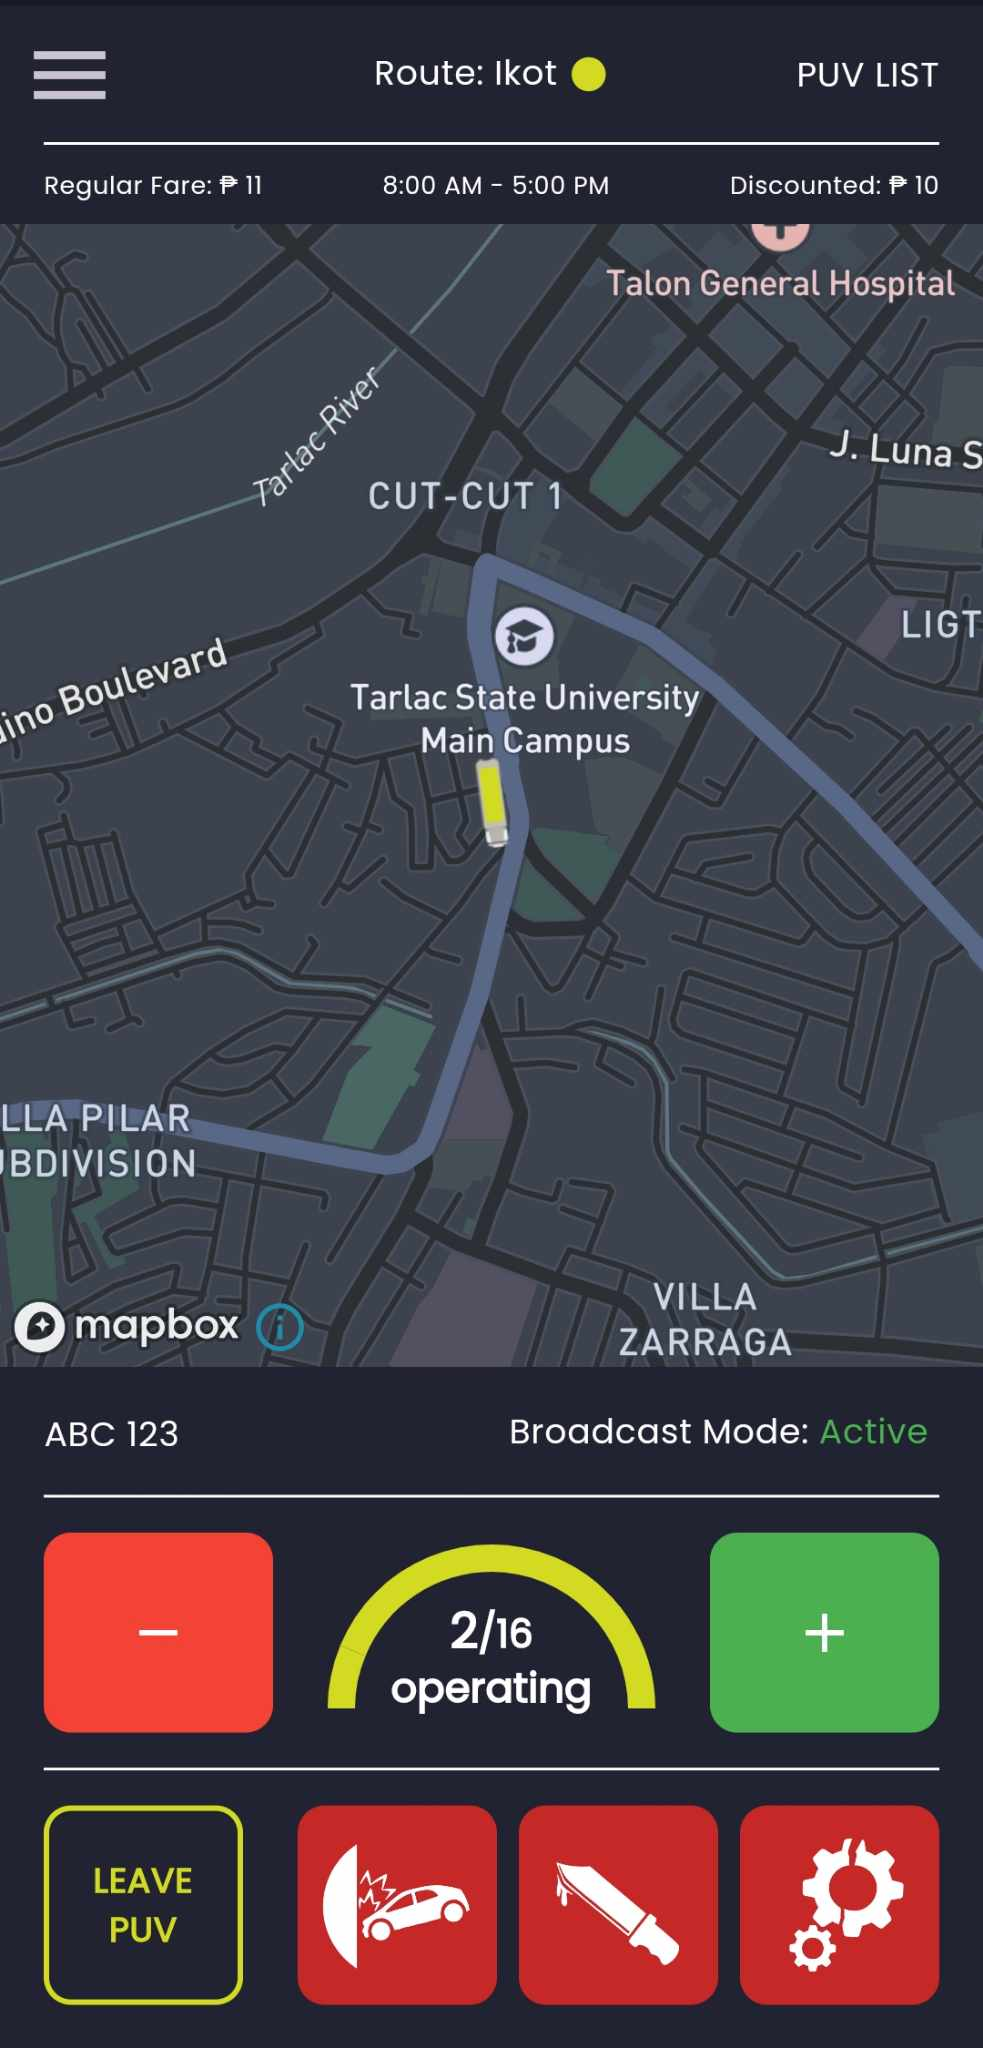 Route: Ikot
PUV LIST
Regular Fare: ₱ 11
8:00 AM - 5:00 PM
Discounted: ₱ 10
Talon General Hospital
Tarlac River
J. Luna S
CUT-CUT 1
LIGT
ino Boulevard
Tarlac State University
Main Campus
LLA PILAR
UBDIVISION
VILLA
ZARRAGA
mapbox
i
ABC 123
Broadcast Mode: Active
−
2/16
operating
+
LEAVE
PUV